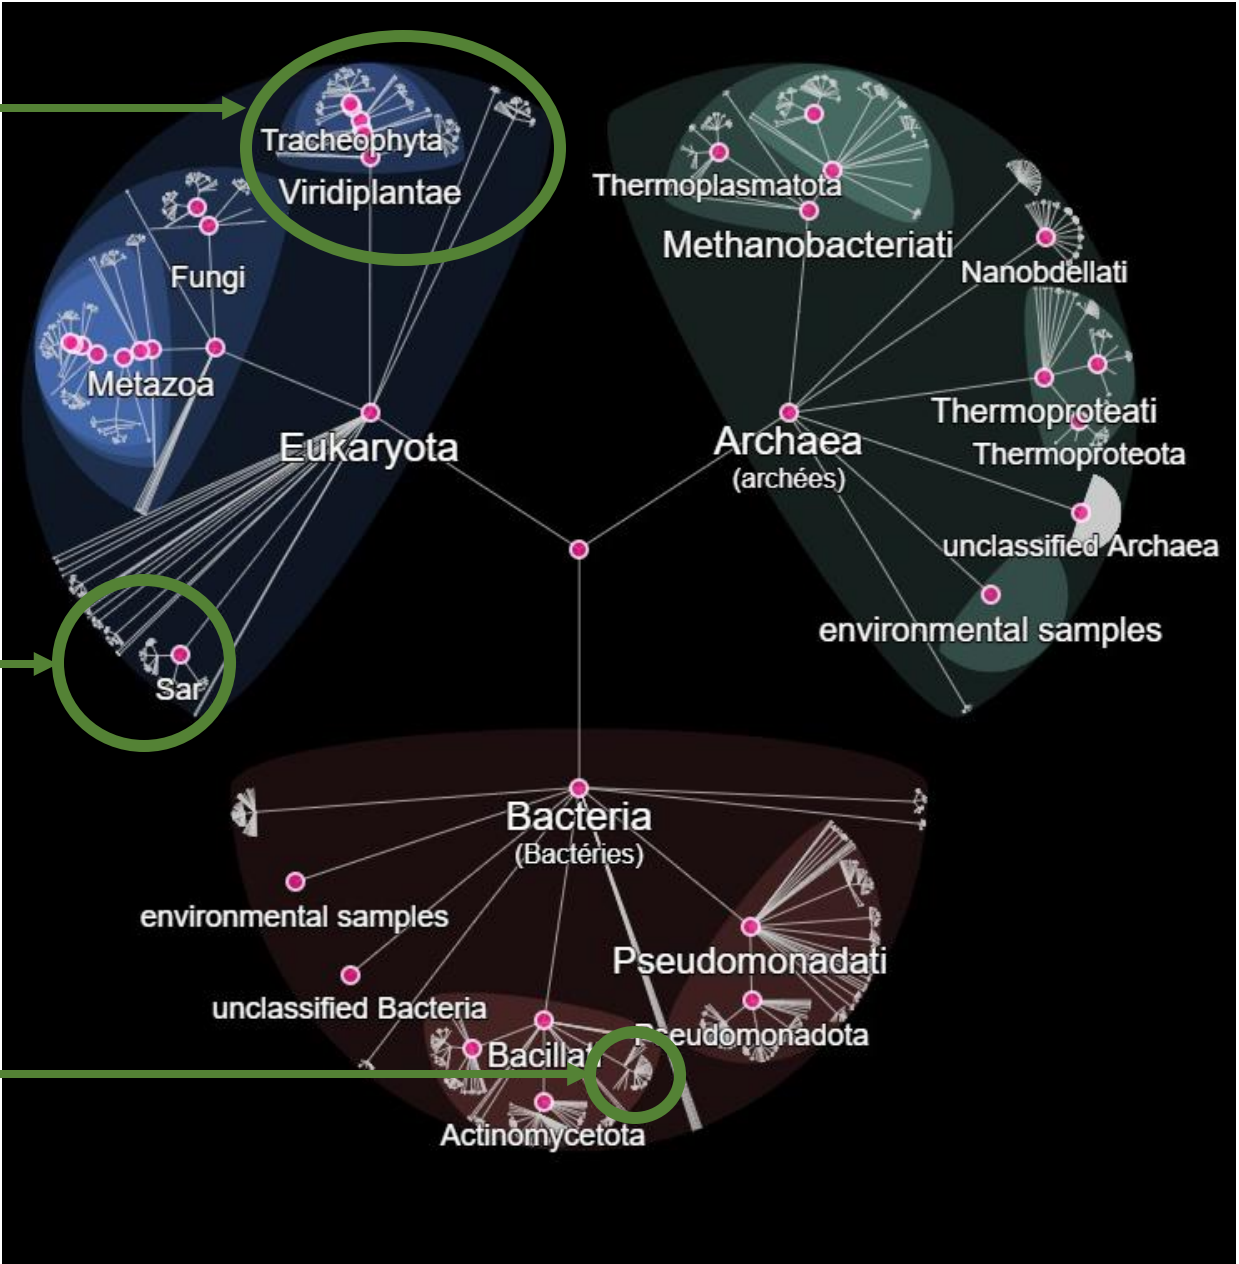 Tracheophyta
Viridiplantae
Fungi
Metazoa
Eukaryota
Sar
Thermoplasmatota
Methanobacteriati
Nanobdellati
Thermoproteati
Thermoproteota
Archaea
(archées)
unclassified Archaea
environmental samples
Bacteria
(Bactéries)
environmental samples
unclassified Bacteria
Pseudomonadati
Pseudomonadota
Bacillati
Actinomycetota